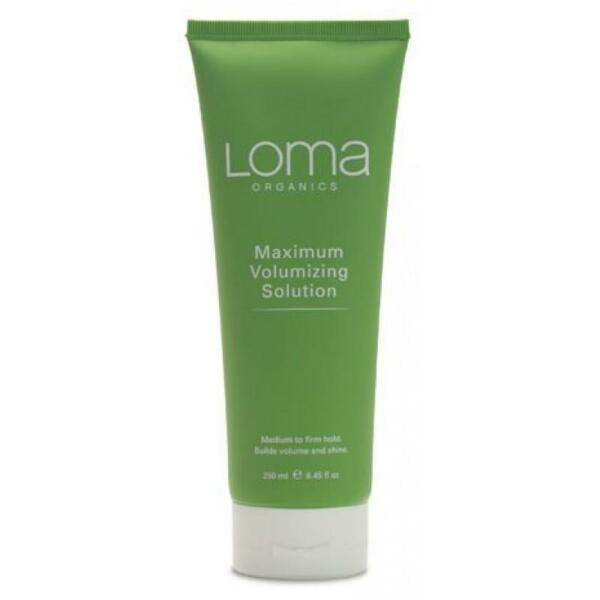 Loma
ORGANICS
Maximum
Volumizing
Solution
Medium to firm hold.
Builds volume and shine.
250 ml ℮ 8.45 fl oz